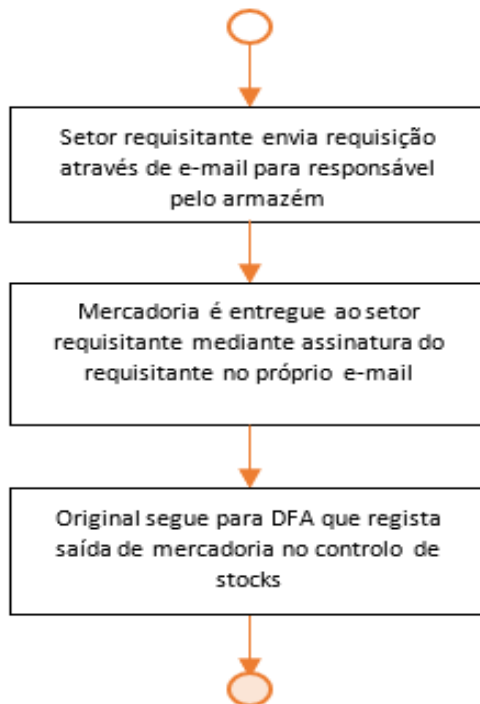 Setor requisitante envia requisição
através de e-mail para responsável
pelo armazém
Mercadoria é entregue ao setor
requisitante mediante assinatura do
requisitante no próprio e-mail
Original segue para DFA que regista
saída de mercadoria no controlo de
stocks